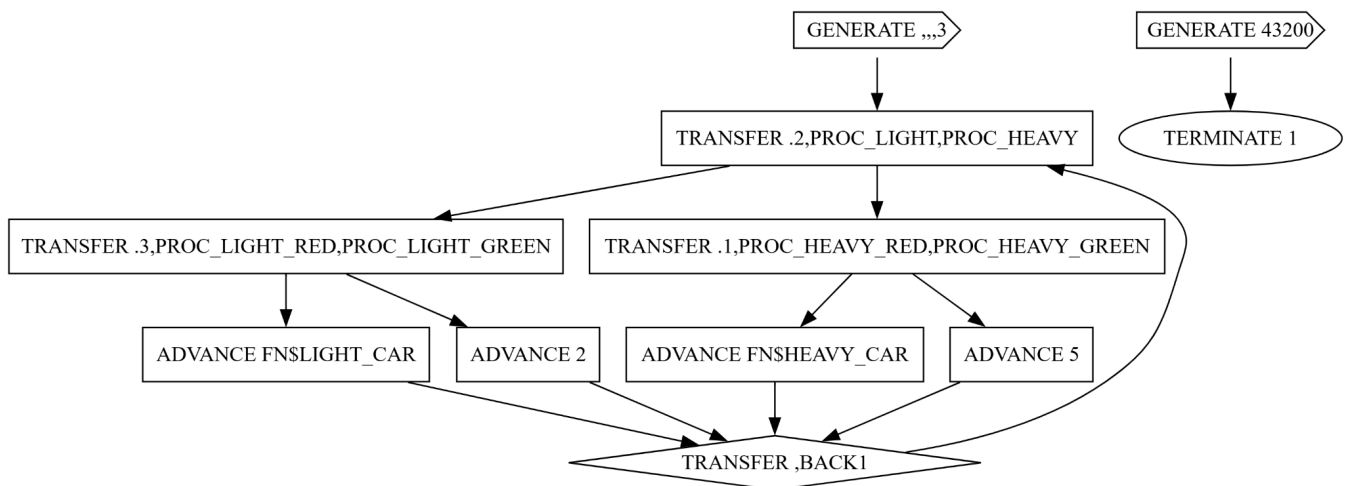 GENERATE ,,,3
GENERATE 43200
TRANSFER .2,PROC_LIGHT,PROC_HEAVY
TERMINATE 1
TRANSFER .3,PROC_LIGHT_RED,PROC_LIGHT_GREEN
TRANSFER .1,PROC_HEAVY_RED,PROC_HEAVY_GREEN
ADVANCE FN$LIGHT_CAR
ADVANCE 2
ADVANCE FN$HEAVY_CAR
ADVANCE 5
TRANSFER ,BACK1